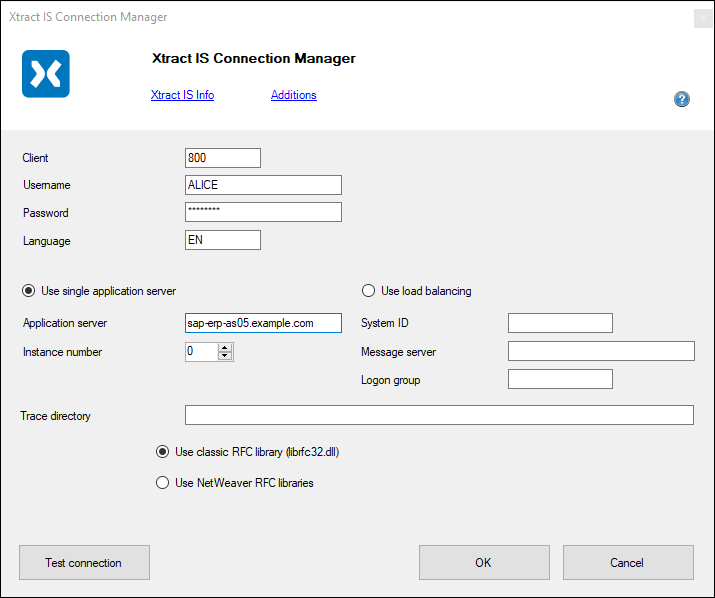 Xtract IS Connection Manager
Xtract IS Connection Manager
Xtract IS Info Additions
?
Client 800
Username ALICE
Password ********
Language EN
Use single application server Use load balancing
Application server sap-erp-as05.example.com System ID
Instance number 0 Message server
Logon group
Trace directory
Use classic RFC library (librfc32.dll)
Use NetWeaver RFC libraries
Test connection OK Cancel